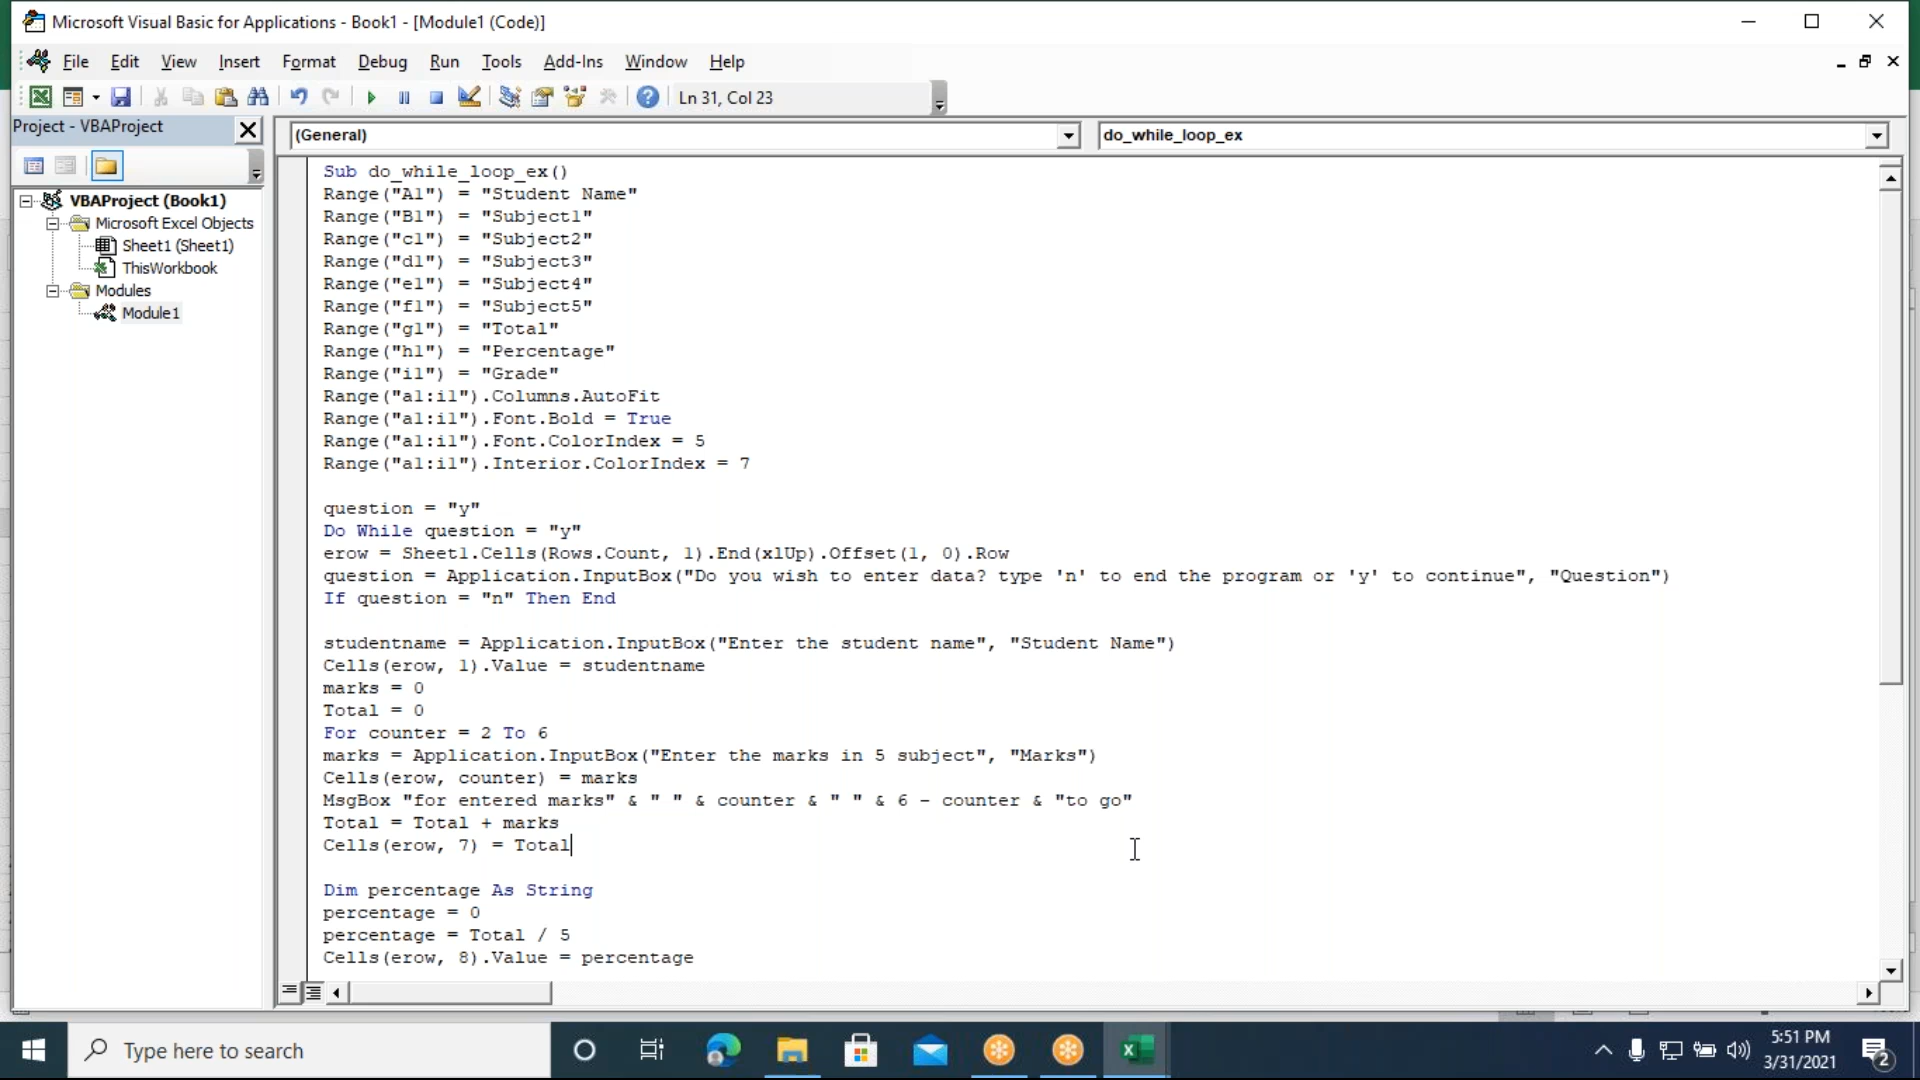 Microsoft Visual Basic for Applications - Book1 - [Module1 (Code)]
File Edit View Insert Format Debug Run Tools Add-Ins Window Help
Ln 31, Col 23
Project - VBAProject
(General)
do_while_loop_ex
VBAProject (Book1)
Microsoft Excel Objects
Sheet1 (Sheet1)
ThisWorkbook
Modules
Module1
Sub do_while_loop_ex()
Range("A1") = "Student Name"
Range("B1") = "Subject1"
Range("c1") = "Subject2"
Range("d1") = "Subject3"
Range("e1") = "Subject4"
Range("f1") = "Subject5"
Range("g1") = "Total"
Range("h1") = "Percentage"
Range("i1") = "Grade"
Range("a1:i1").Columns.AutoFit
Range("a1:i1").Font.Bold = True
Range("a1:i1").Font.ColorIndex = 5
Range("a1:i1").Interior.ColorIndex = 7
question = "y"
Do While question = "y"
erow = Sheet1.Cells(Rows.Count, 1).End(xlUp).Offset(1, 0).Row
question = Application.InputBox("Do you wish to enter data? type 'n' to end the program or 'y' to continue", "Question")
If question = "n" Then End
studentname = Application.InputBox("Enter the student name", "Student Name")
Cells(erow, 1).Value = studentname
marks = 0
Total = 0
For counter = 2 To 6
marks = Application.InputBox("Enter the marks in 5 subject", "Marks")
Cells(erow, counter) = marks
MsgBox "for entered marks" & " " & counter & " " & 6 - counter & "to go"
Total = Total + marks
Cells(erow, 7) = Total
Dim percentage As String
percentage = 0
percentage = Total / 5
Cells(erow, 8).Value = percentage
Type here to search
5:51 PM
3/31/2021
2